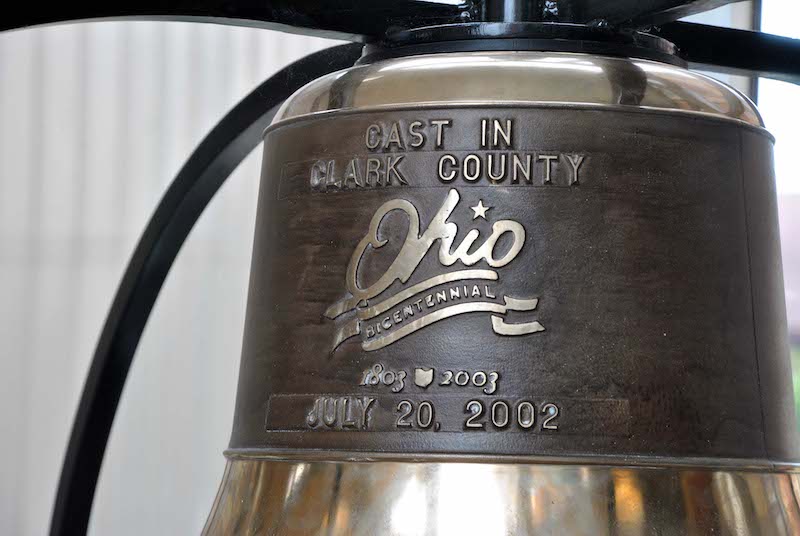 CAST IN
CLARK COUNTY
Ohio
BICENTENNIAL
1803 2003
JULY 20, 2002